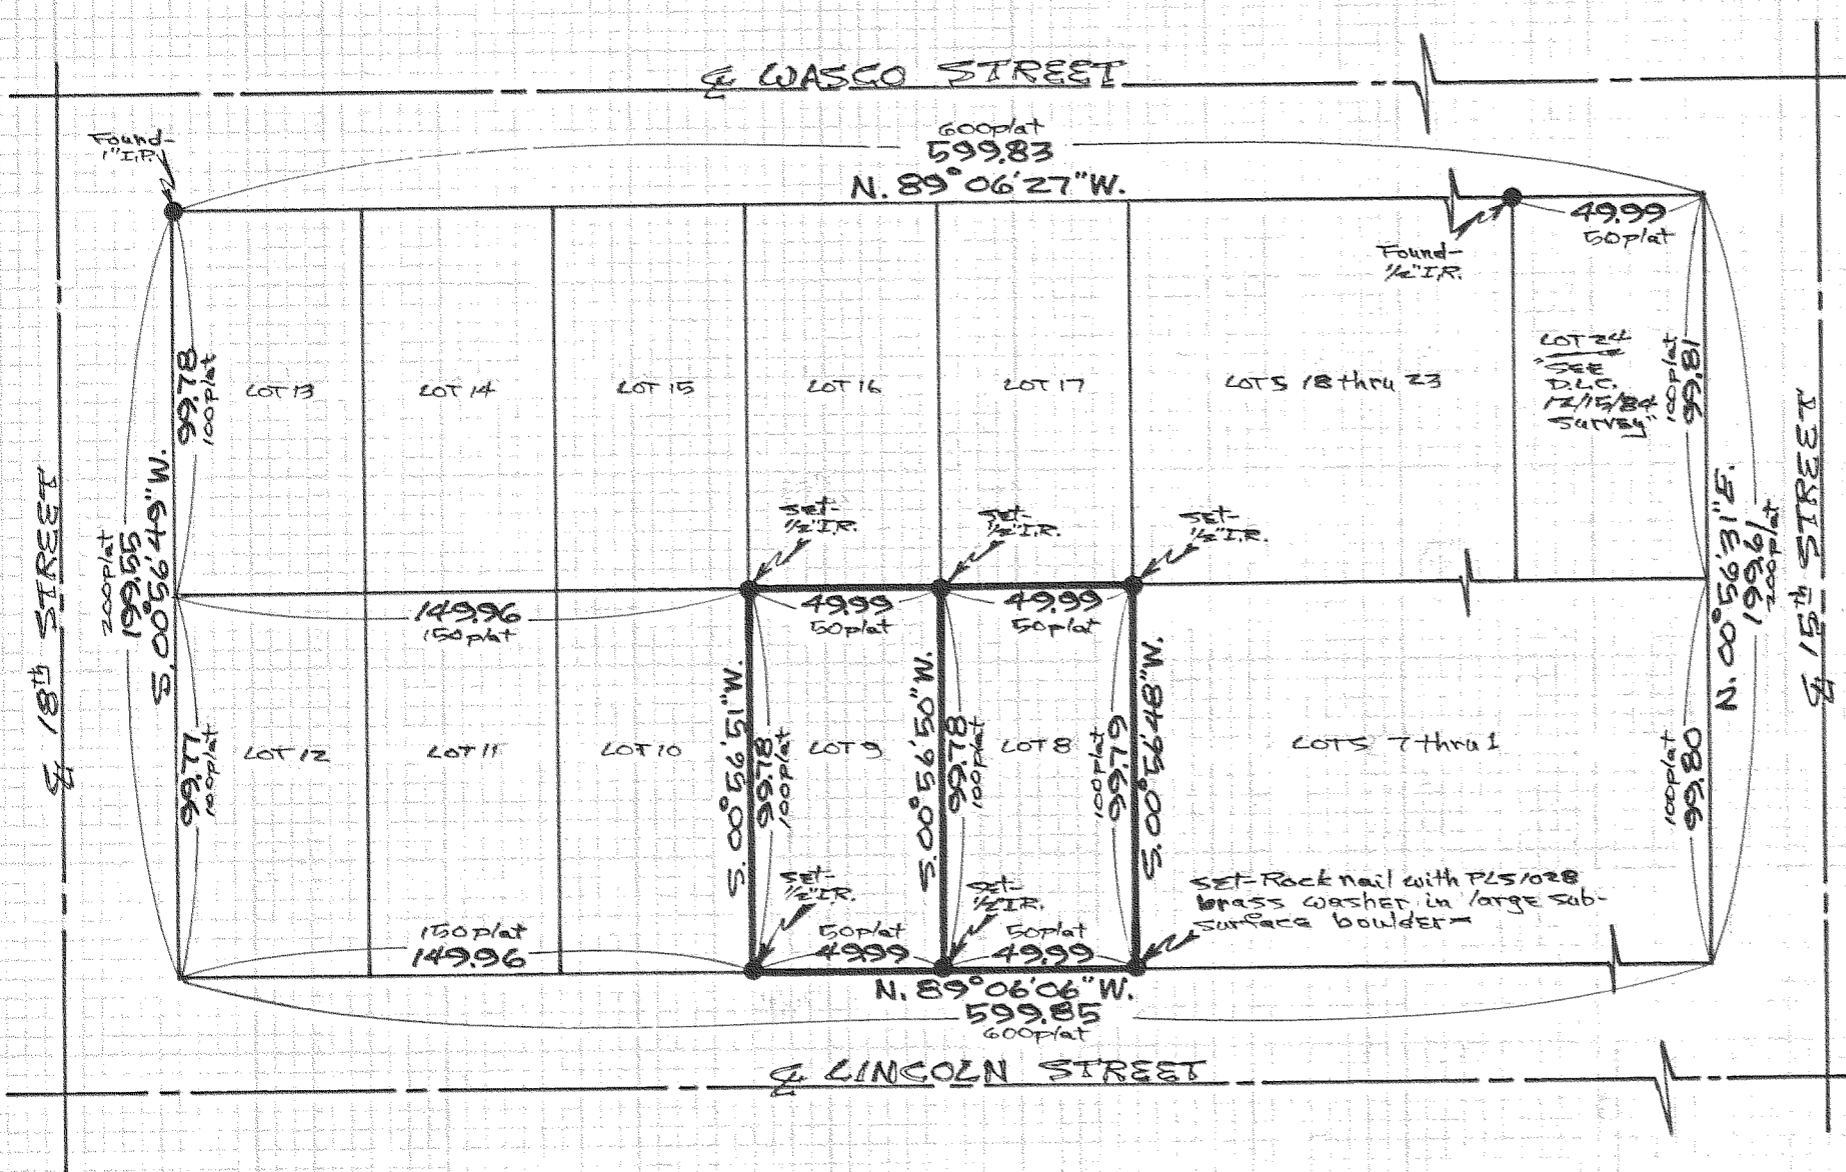 ℄ WASCO STREET
Found-
1"I.P.
600plat
599.83
N. 89°06'27"W.
49.99
50plat
Found-
1/2"I.R.
99.78
100plat
LOT 13
LOT 14
LOT 15
LOT 16
LOT 17
LOTS 18 thru 23
LOT 24
"SEE
D.L.C.
12/15/84
Survey"
100plat
99.81
200plat
199.55
S. 00°56'49"W.
℄ 18th STREET
N. 00°56'31"E.
199.61
200plat
℄ 15th STREET
SET-
1/2"I.R.
SET-
1/2"I.R.
SET-
1/2"I.R.
149.96
150plat
49.99
50plat
49.99
50plat
99.77
100plat
LOT 12
LOT 11
LOT 10
S. 00°56'51"W.
99.78
100plat
LOT 9
S. 00°56'50"W.
99.78
100plat
LOT 8
100plat
99.79
S. 00°56'48"W.
LOTS 7 thru 1
100plat
99.80
SET-
1/2"I.R.
SET-
1/2"I.R.
SET-Rock nail with PLS1028
brass washer in large sub-
surface boulder-
150plat
149.96
50plat
49.99
50plat
49.99
N. 89°06'06"W.
599.85
600plat
℄ LINCOLN STREET